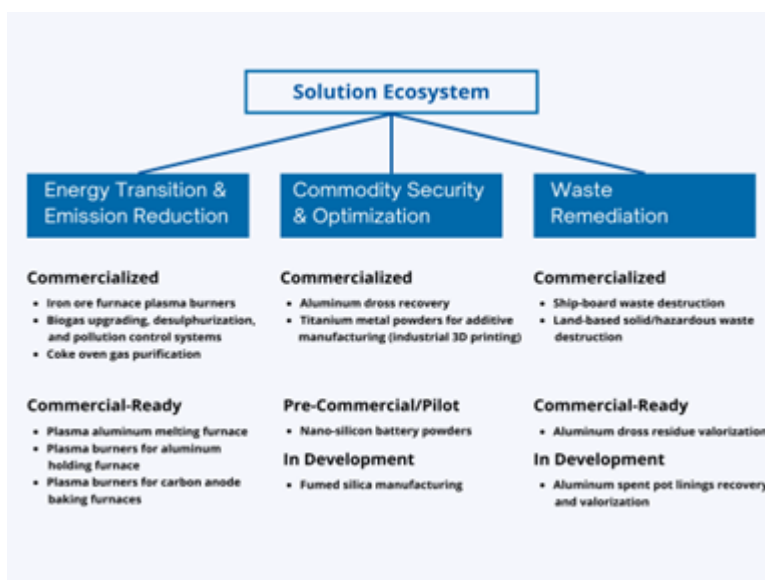 Solution Ecosystem
Energy Transition &
Emission Reduction
Commercialized
• Iron ore furnace plasma burners
• Biogas upgrading, desulphurization,
and pollution control systems
• Coke oven gas purification
Commercial-Ready
• Plasma aluminum melting furnace
• Plasma burners for aluminum
holding furnace
• Plasma burners for carbon anode
baking furnaces
Commodity Security
& Optimization
Commercialized
• Aluminum dross recovery
• Titanium metal powders for additive
manufacturing (industrial 3D printing)
Pre-Commercial/Pilot
• Nano-silicon battery powders
In Development
• Fumed silica manufacturing
Waste
Remediation
Commercialized
• Ship-board waste destruction
• Land-based solid/hazardous waste
destruction
Commercial-Ready
• Aluminum dross residue valorization
In Development
• Aluminum spent pot linings recovery
and valorization